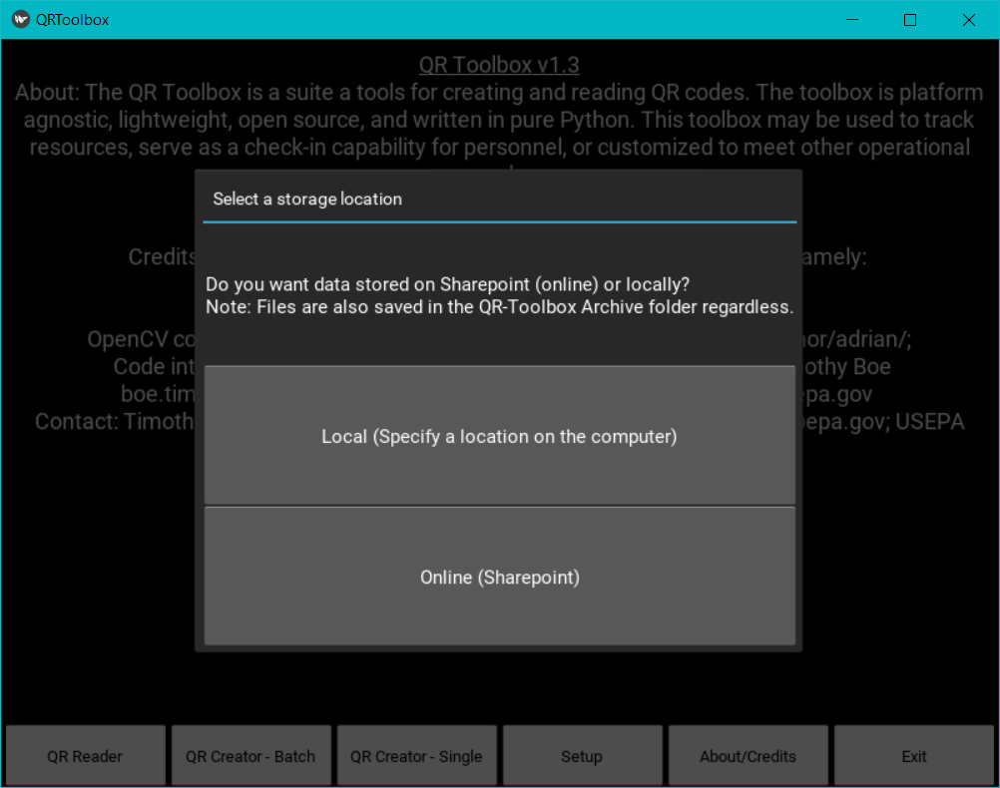 QRToolbox
QR Toolbox v1.3
About: The QR Toolbox is a suite a tools for creating and reading QR codes. The toolbox is platform
agnostic, lightweight, open source, and written in pure Python. This toolbox may be used to track
resources, serve as a check-in capability for personnel, or customized to meet other operational
Select a storage location
Credits amely:
Do you want data stored on Sharepoint (online) or locally?
Note: Files are also saved in the QR-Toolbox Archive folder regardless.
OpenCV co hor/adrian/;
Code int othy Boe
boe.tim epa.gov
Contact: Timoth epa.gov; USEPA
Local (Specify a location on the computer)
Online (Sharepoint)
QR Reader
QR Creator - Batch
QR Creator - Single
Setup
About/Credits
Exit